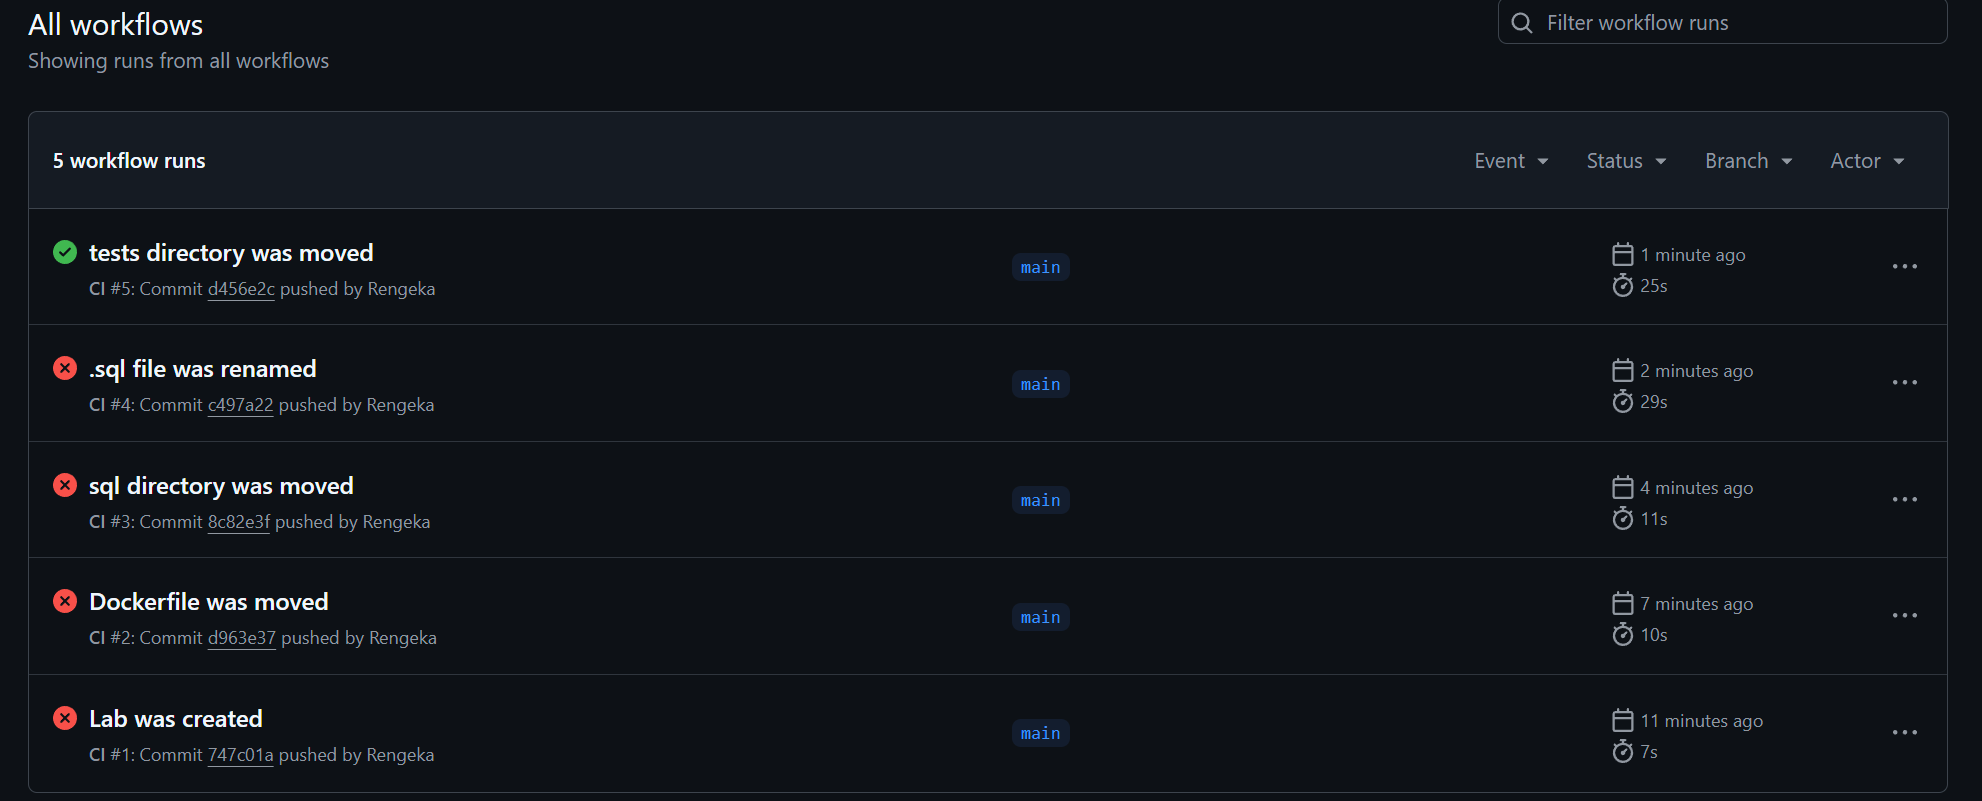 All workflows
Filter workflow runs
Showing runs from all workflows
5 workflow runs
Event
Status
Branch
Actor
tests directory was moved
CI #5: Commit d456e2c pushed by Rengeka
main
1 minute ago
25s
.sql file was renamed
CI #4: Commit c497a22 pushed by Rengeka
main
2 minutes ago
29s
sql directory was moved
CI #3: Commit 8c82e3f pushed by Rengeka
main
4 minutes ago
11s
Dockerfile was moved
CI #2: Commit d963e37 pushed by Rengeka
main
7 minutes ago
10s
Lab was created
CI #1: Commit 747c01a pushed by Rengeka
main
11 minutes ago
7s